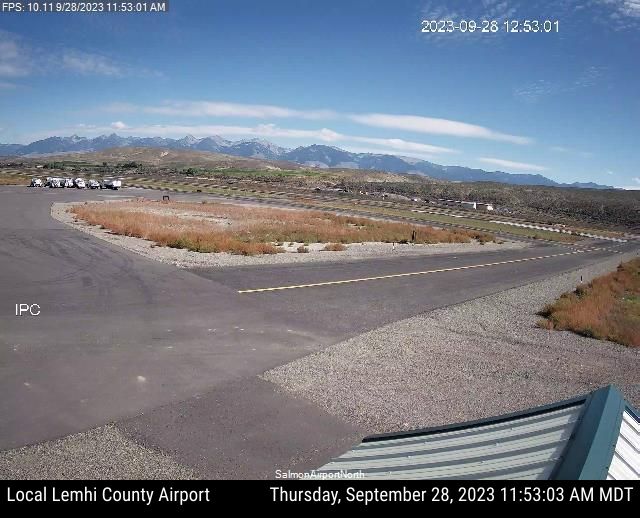 FPS: 10.11 9/28/2023 11:53:01 AM
2023-09-28 12:53:01
IPC
SalmonAirportNorth
Local Lemhi County Airport Thursday, September 28, 2023 11:53:03 AM MDT